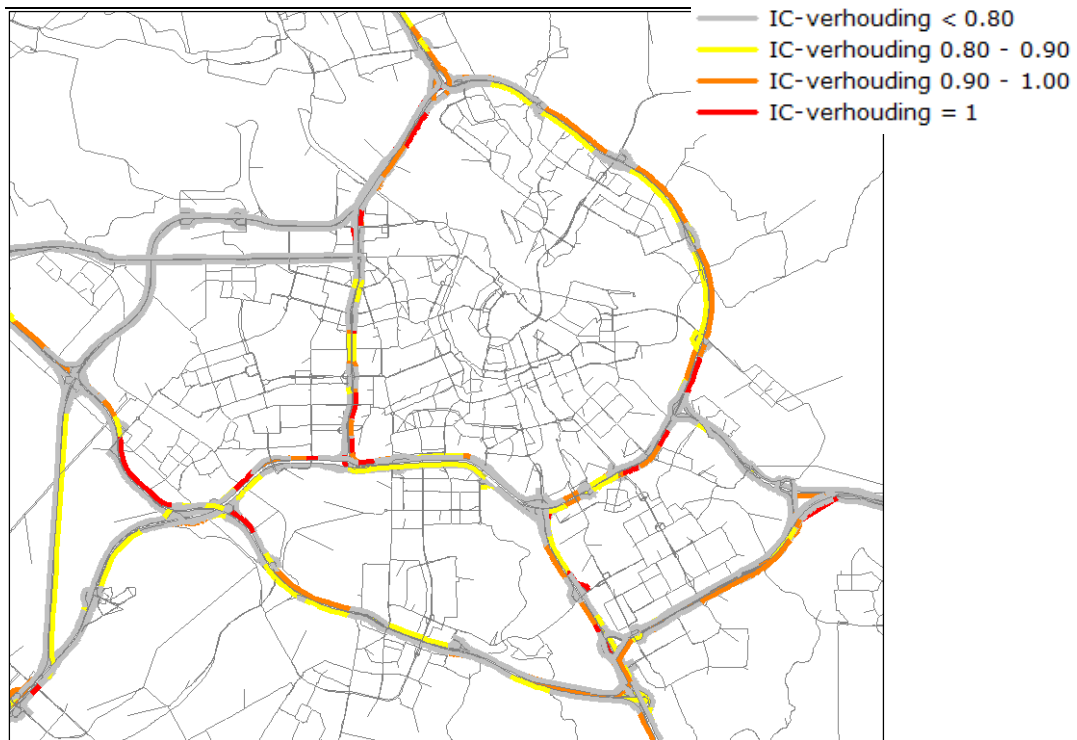 IC-verhouding < 0.80
IC-verhouding 0.80 - 0.90
IC-verhouding 0.90 - 1.00
IC-verhouding = 1